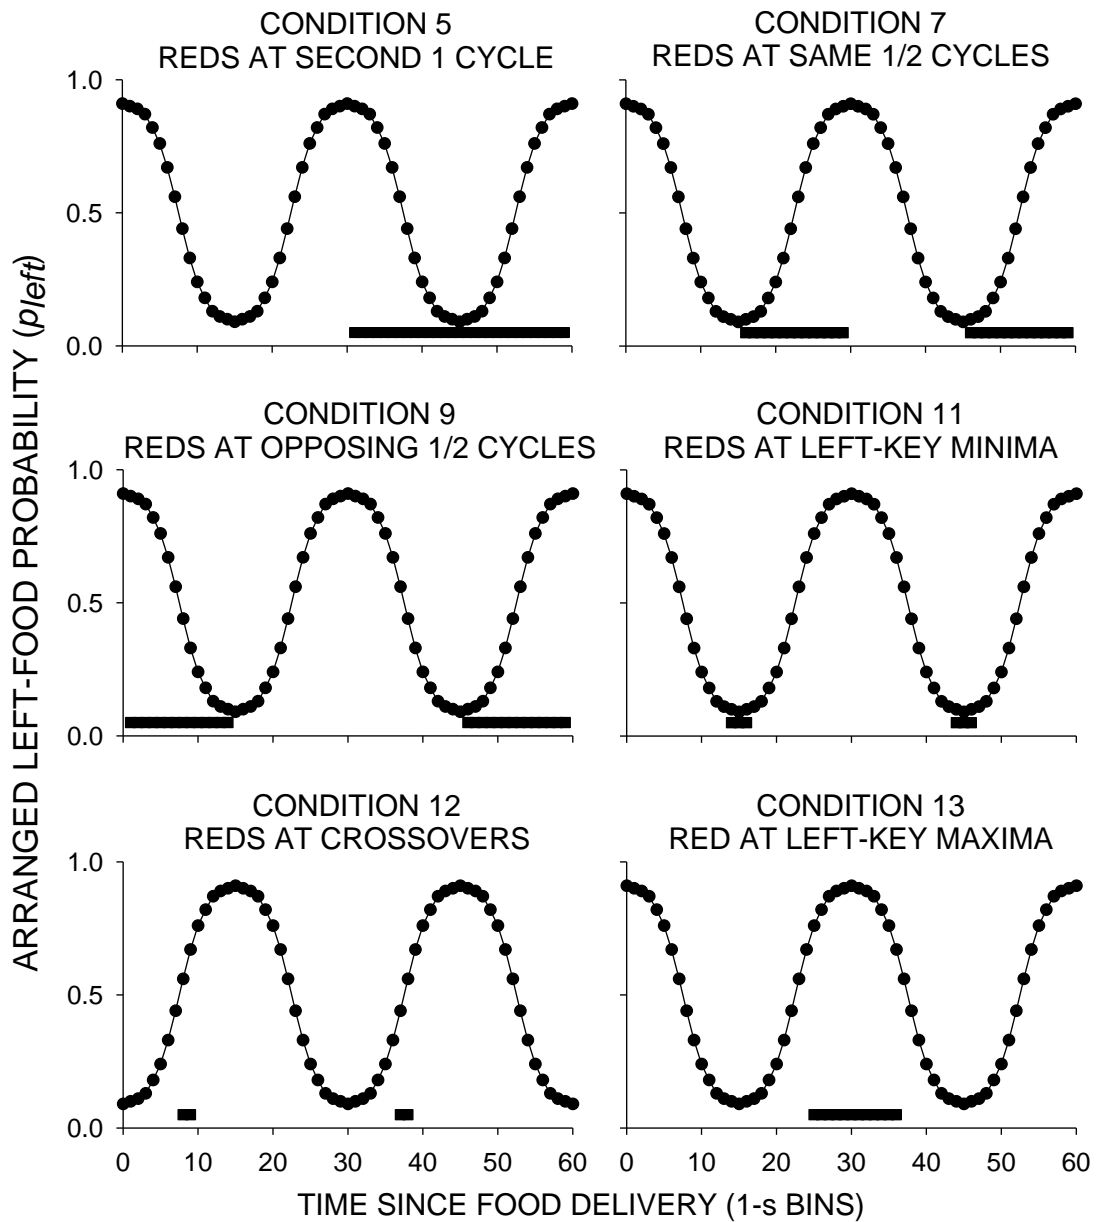 CONDITION 5
REDS AT SECOND 1 CYCLE
CONDITION 7
REDS AT SAME 1/2 CYCLES
1.0
0.5
0.0
CONDITION 9
REDS AT OPPOSING 1/2 CYCLES
CONDITION 11
REDS AT LEFT-KEY MINIMA
1.0
0.5
0.0
CONDITION 12
REDS AT CROSSOVERS
CONDITION 13
RED AT LEFT-KEY MAXIMA
1.0
0.5
0.0
0 10 20 30 40 50 60
0 10 20 30 40 50 60
TIME SINCE FOOD DELIVERY (1-s BINS)
ARRANGED LEFT-FOOD PROBABILITY (pleft)